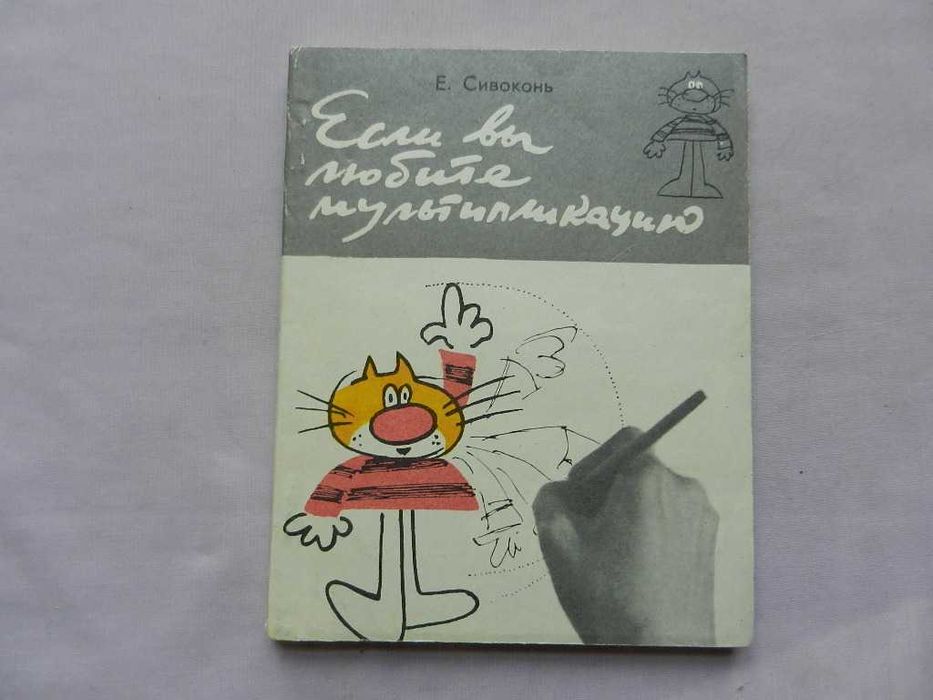 Е. Сивоконь
Если вы
любите
мультипликацию